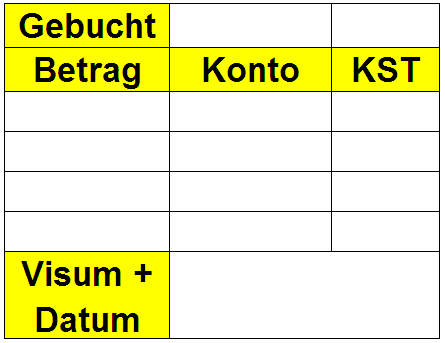 Gebucht
Betrag Konto KST
Visum +
Datum